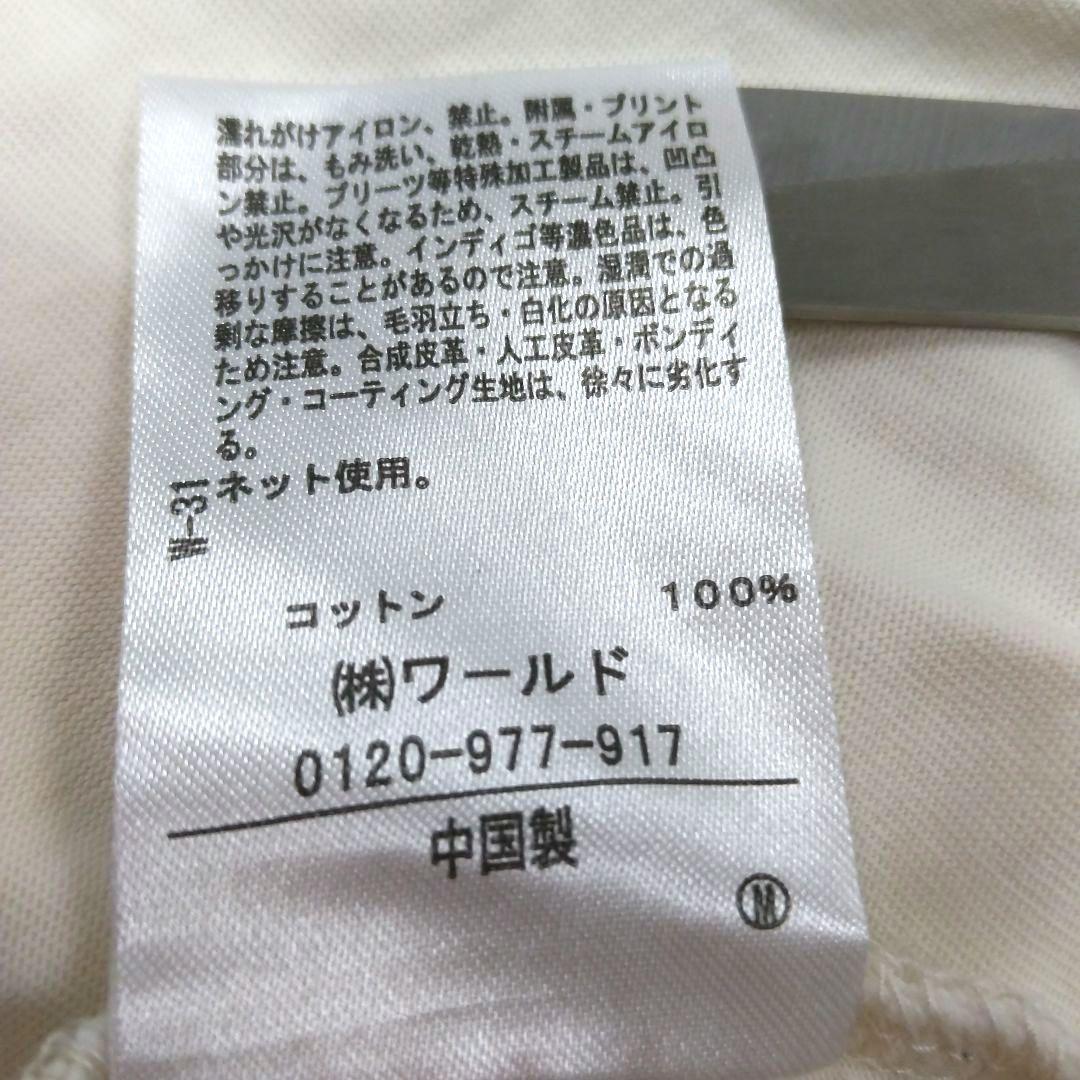 濡れがけアイロン、禁止。附属・プリント
部分は、もみ洗い、乾熱・スチームアイロ
ン禁止。プリーツ等特殊加工製品は、凹凸
や光沢がなくなるため、スチーム禁止。引
っかけに注意。インディゴ等濃色品は、色
移りすることがあるので注意。湿潤での過
剰な摩擦は、毛羽立ち・白化の原因となる
ため注意。合成皮革・人工皮革・ボンディ
ング・コーティング生地は、徐々に劣化す
る。
ネット使用。
W-31
コットン 100%
㈱ワールド
0120-977-917
中国製
Ⓜ